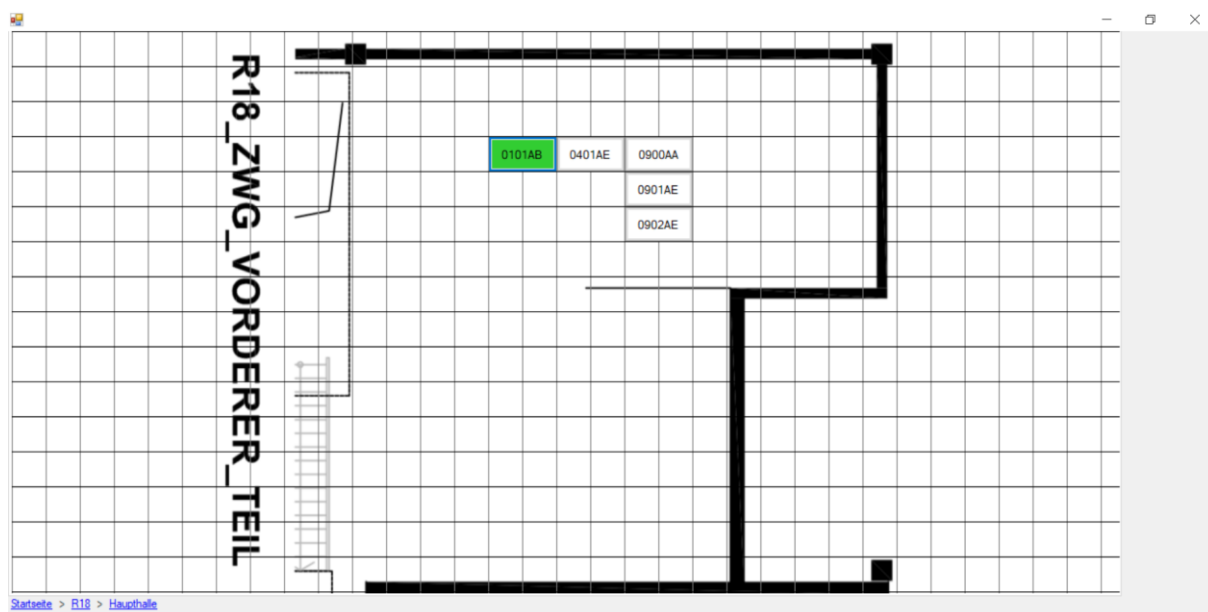 R18_ZWG_VORDERER_TEIL
0101AB 0401AE 0900AA
0901AE
0902AE
Startseite > R18 > Haupthalle